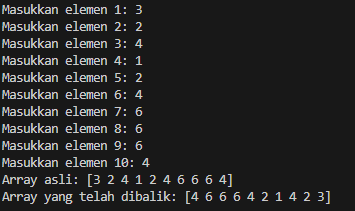 Masukkan elemen 1: 3
Masukkan elemen 2: 2
Masukkan elemen 3: 4
Masukkan elemen 4: 1
Masukkan elemen 5: 2
Masukkan elemen 6: 4
Masukkan elemen 7: 6
Masukkan elemen 8: 6
Masukkan elemen 9: 6
Masukkan elemen 10: 4
Array asli: [3 2 4 1 2 4 6 6 6 4]
Array yang telah dibalik: [4 6 6 6 4 2 1 4 2 3]